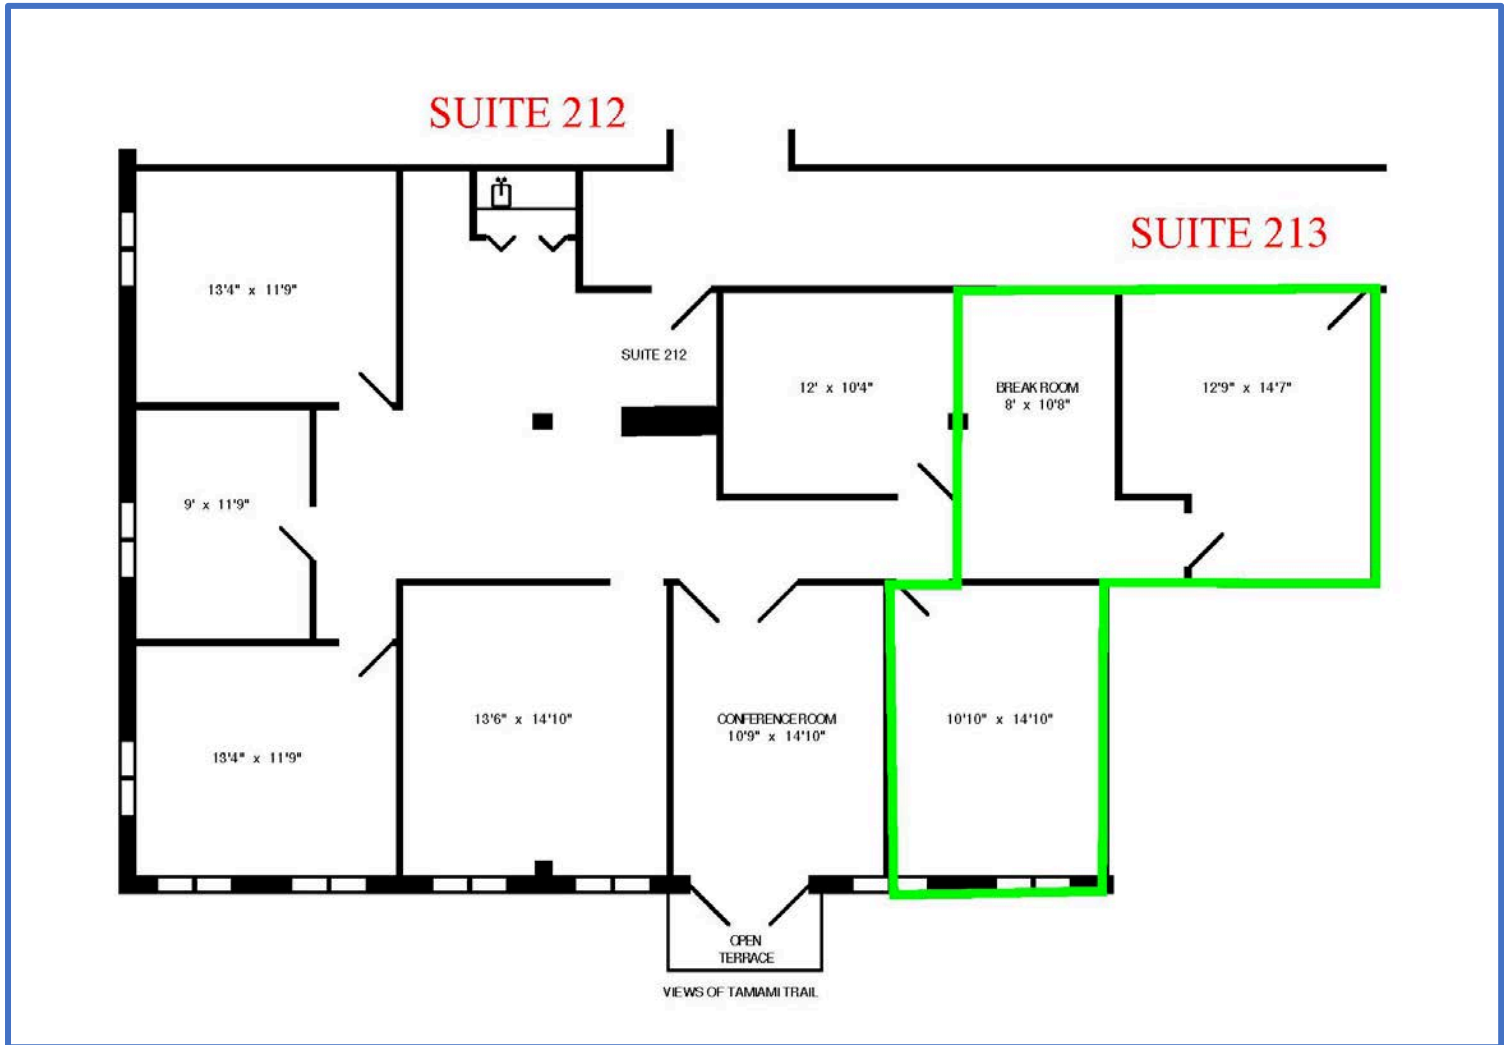 SUITE 212
SUITE 213
13'4" x 11'9"
SUITE 212
12' x 10'4"
BREAK ROOM
8' x 10'8"
12'9" x 14'7"
9' x 11'9"
13'4" x 11'9"
13'6" x 14'10"
CONFERENCE ROOM
10'9" x 14'10"
10'10" x 14'10"
OPEN
TERRACE
VIEWS OF TAMIAMI TRAIL